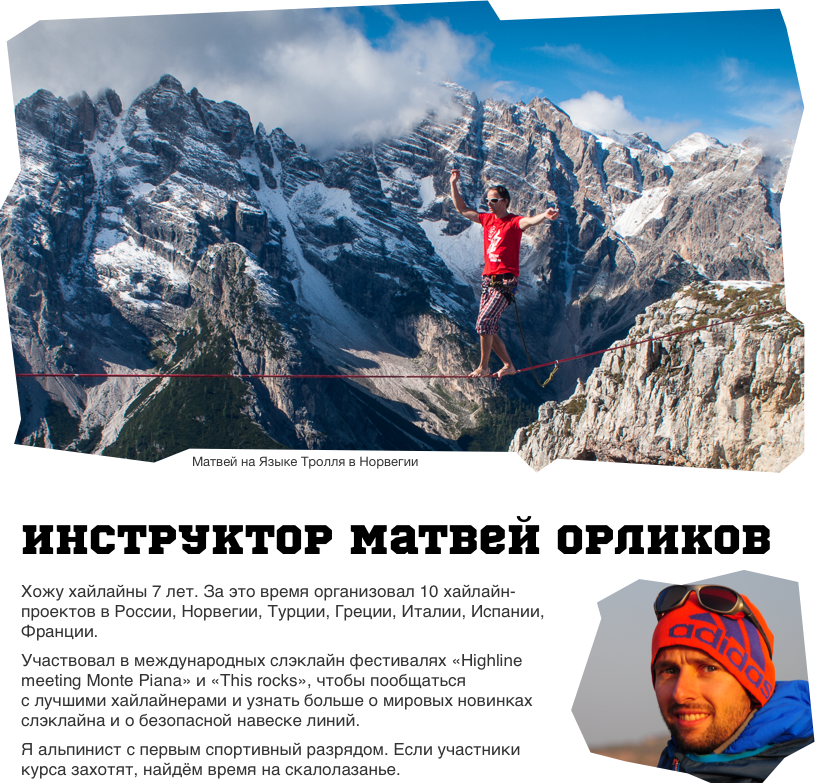 Матвей на Языке Тролля в Норвегии
инструктор матвей орликов
Хожу хайлайны 7 лет. За это время организовал 10 хайлайн-
проектов в России, Норвегии, Турции, Греции, Италии, Испании,
Франции.
Участвовал в международных слэклайн фестивалях «Highline
meeting Monte Piana» и «This rocks», чтобы пообщаться
с лучшими хайлайнерами и узнать больше о мировых новинках
слэклайна и о безопасной навеске линий.
Я альпинист с первым спортивный разрядом. Если участники
курса захотят, найдём время на скалолазанье.
adidas